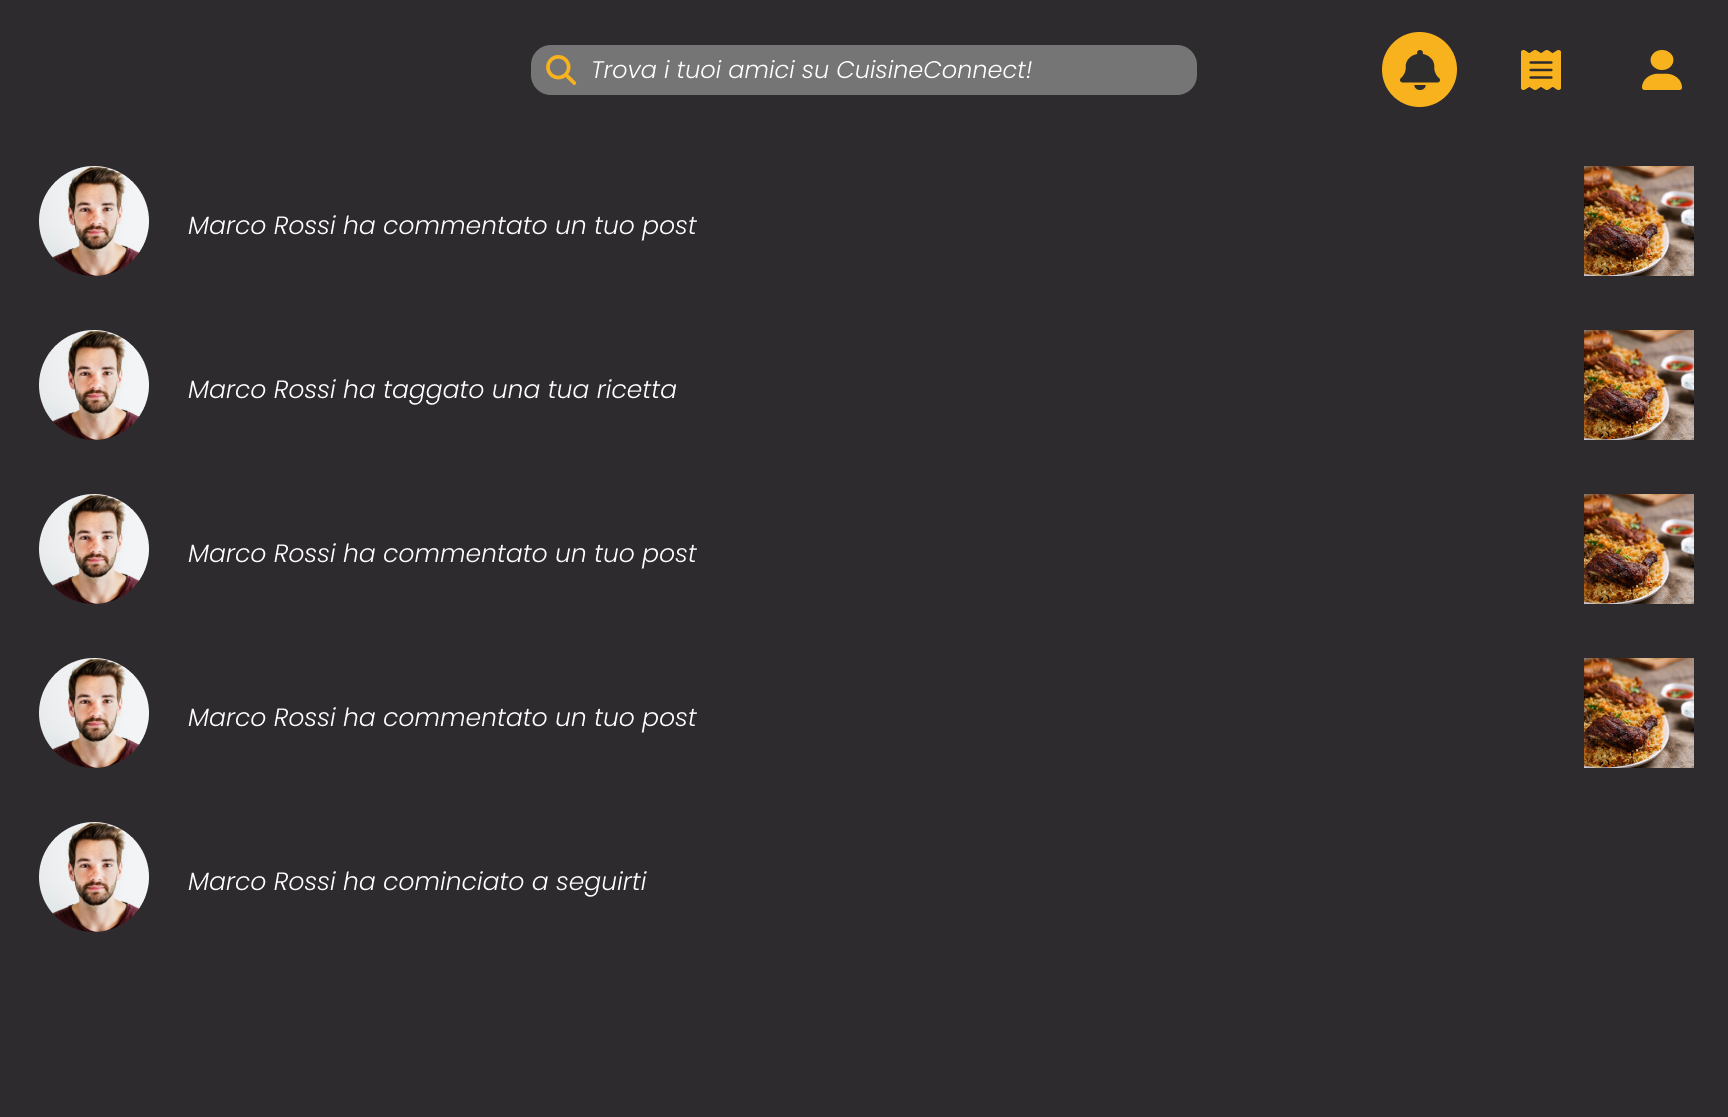 Trova i tuoi amici su CuisineConnect!
Marco Rossi ha commentato un tuo post
Marco Rossi ha taggato una tua ricetta
Marco Rossi ha commentato un tuo post
Marco Rossi ha commentato un tuo post
Marco Rossi ha cominciato a seguirti